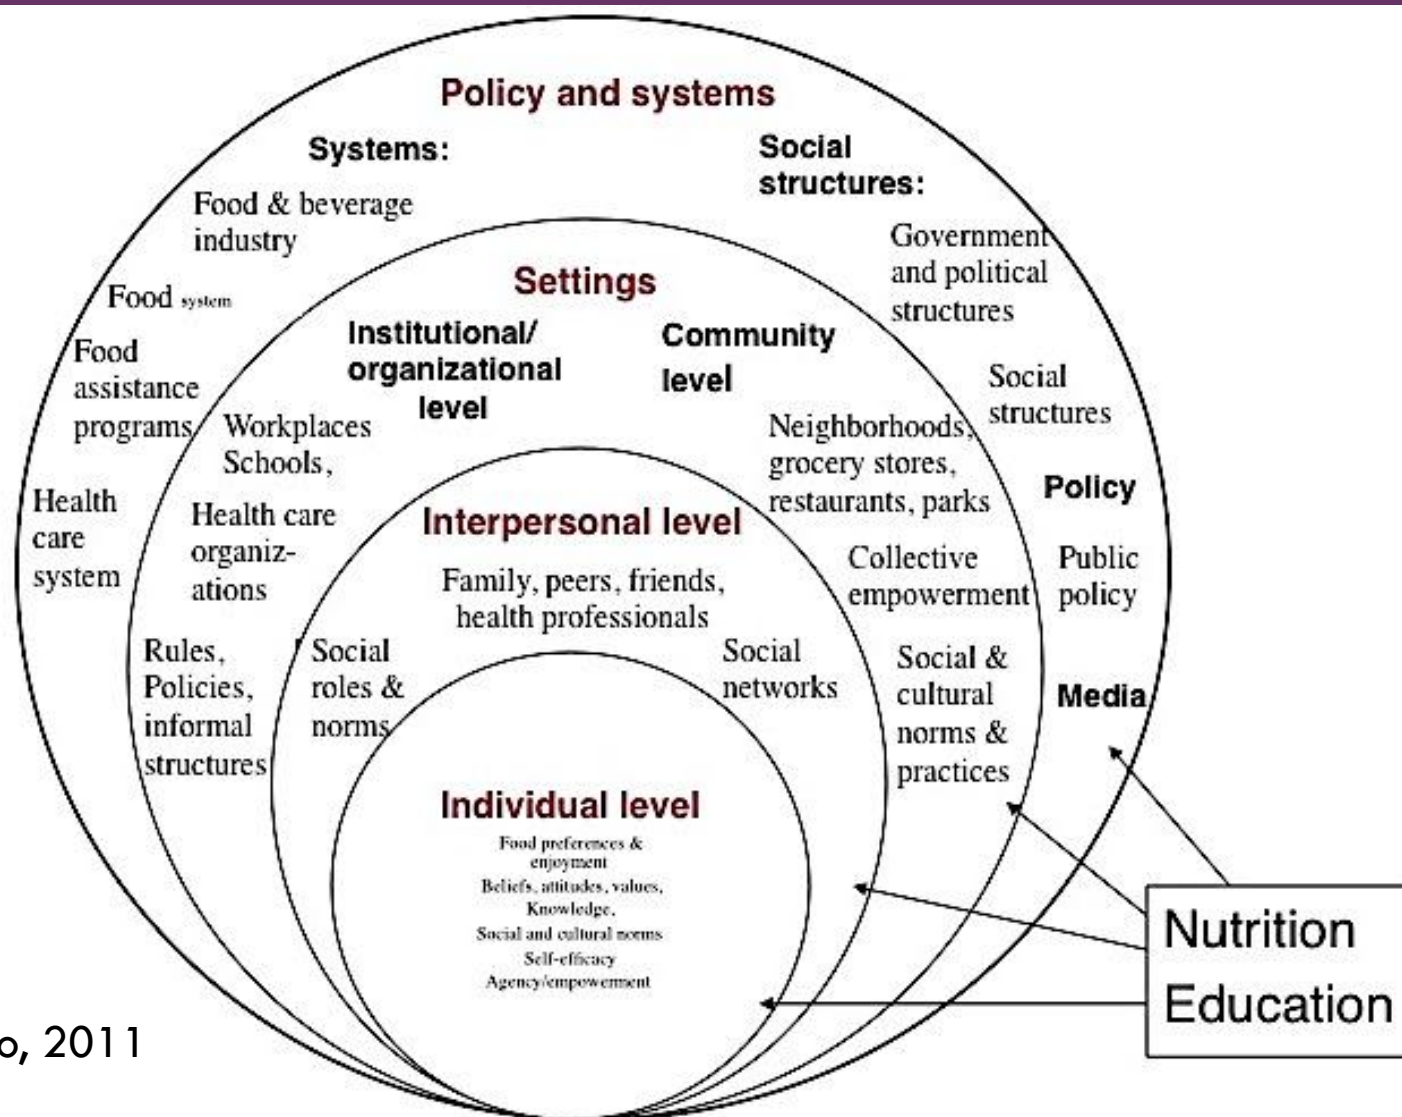 Policy and systems
Systems:
Food & beverage
industry
Food system
Food
assistance
programs
Health
care
system
Social
structures:
Government
and political
structures
Social
structures
Policy
Public
policy
Media
Settings
Institutional/
organizational
level
Workplaces
Schools,
Health care
organiz-
ations
Rules,
Policies,
informal
structures
Community
level
Neighborhoods,
grocery stores,
restaurants, parks
Collective
empowerment
Social &
cultural
norms &
practices
Interpersonal level
Family, peers, friends,
health professionals
Social
roles &
norms
Social
networks
Individual level
Food preferences &
enjoyment
Beliefs, attitudes, values,
Knowledge,
Social and cultural norms
Self-efficacy
Agency/empowerment
Nutrition
Education
, 2011